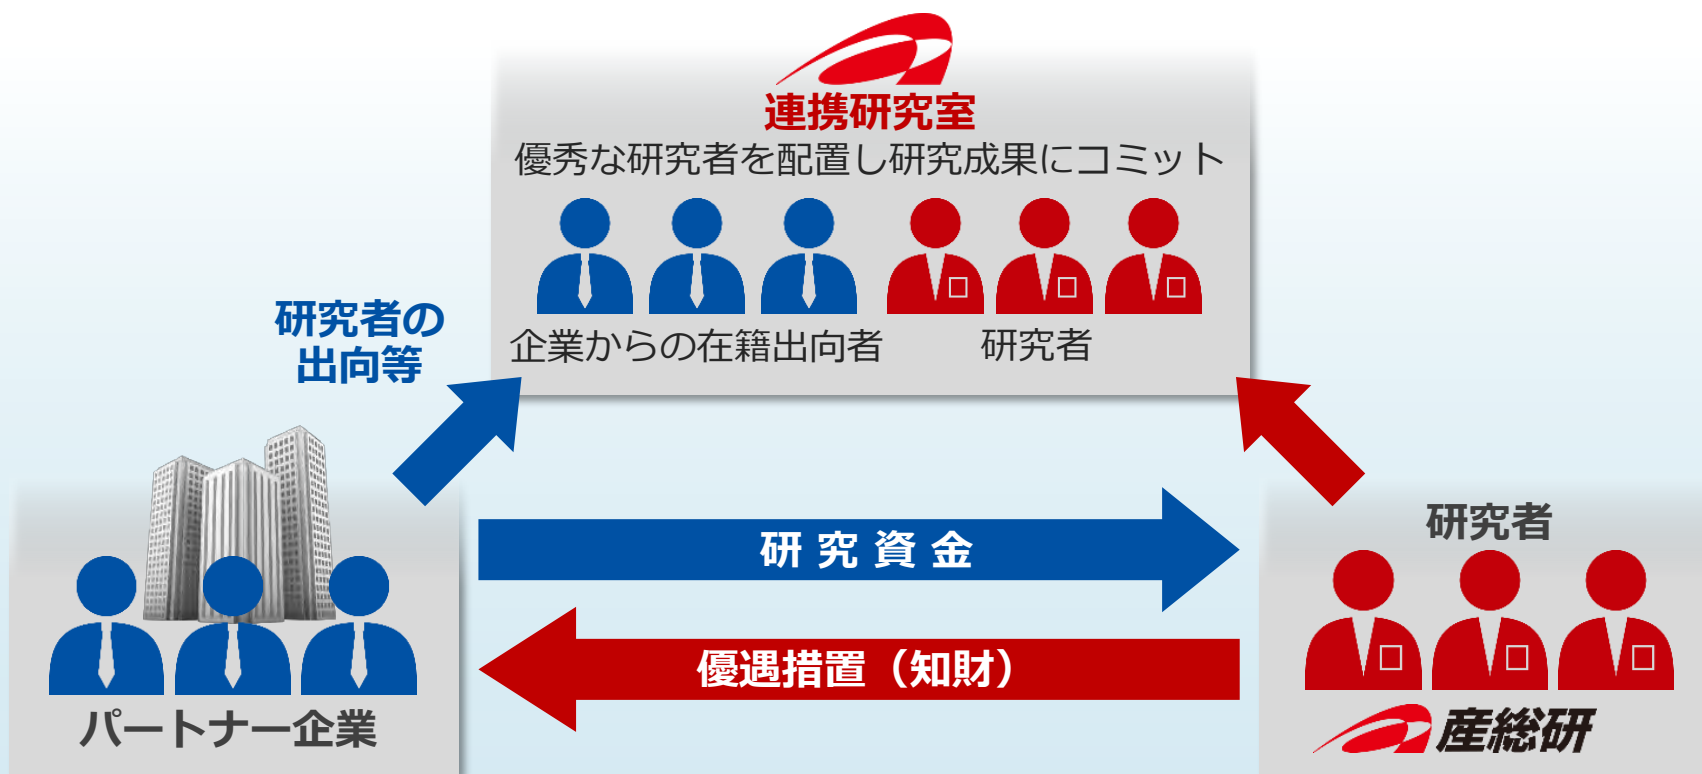 連携研究室
優秀な研究者を配置し研究成果にコミット
企業からの在籍出向者
研究者
研究者の
出向等
研究資金
優遇措置（知財）
パートナー企業
研究者
産総研